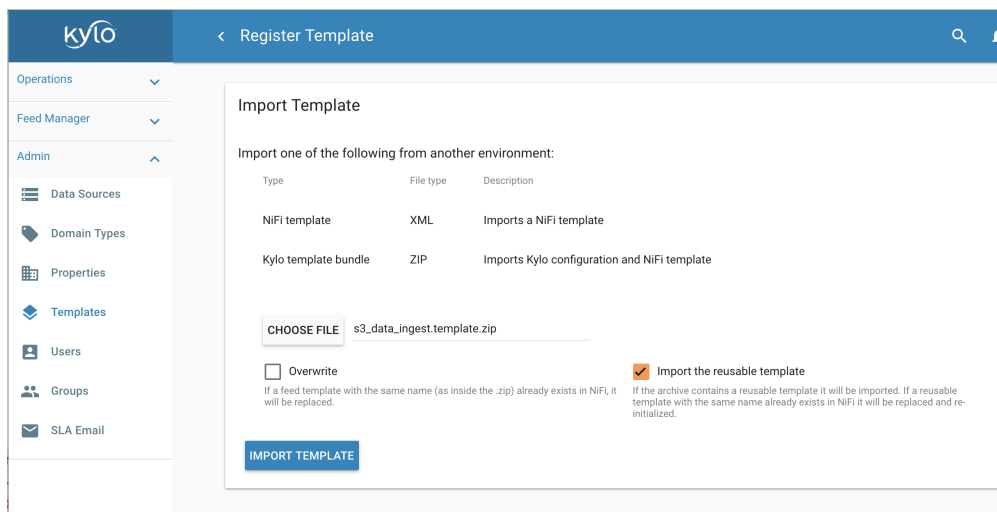 kylo
Register Template
Operations
Feed Manager
Admin
Data Sources
Domain Types
Properties
Templates
Users
Groups
SLA Email
Import Template
Import one of the following from another environment:
Type File type Description
NiFi template XML Imports a NiFi template
Kylo template bundle ZIP Imports Kylo configuration and NiFi template
CHOOSE FILE s3_data_ingest.template.zip
Overwrite
If a feed template with the same name (as inside the .zip) already exists in NiFi, it
will be replaced.
Import the reusable template
If the archive contains a reusable template it will be imported. If a reusable
template with the same name already exists in NiFi it will be replaced and re-
initialized.
IMPORT TEMPLATE